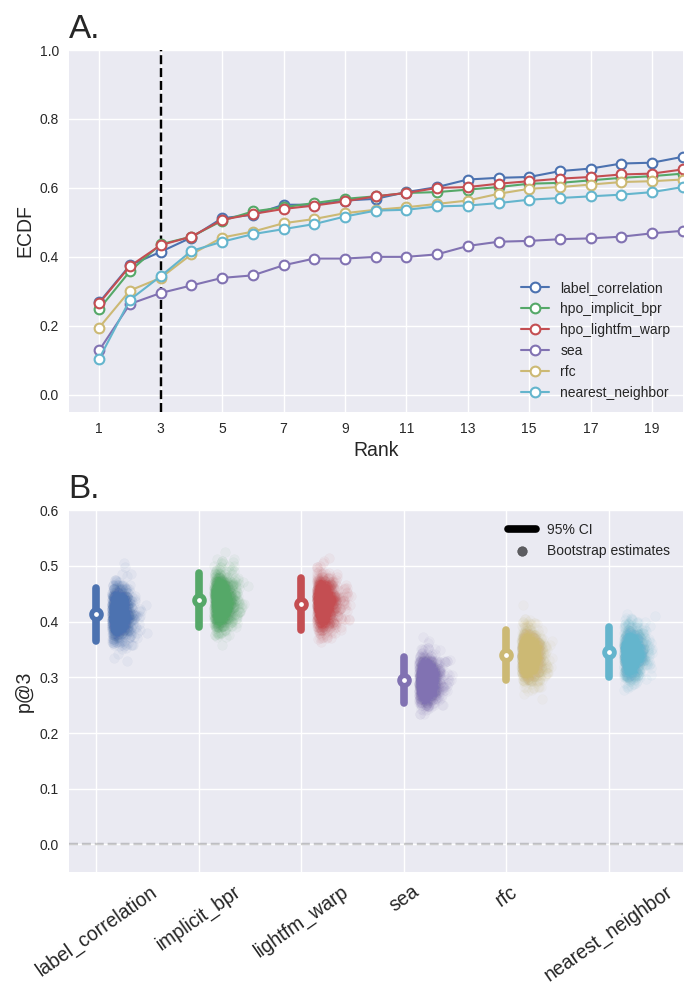 A.
1.0
0.8
0.6
0.4
0.2
0.0
ECDF
label_correlation
hpo_implicit_bpr
hpo_lightfm_warp
sea
rfc
nearest_neighbor
1 3 5 7 9 11 13 15 17 19
Rank
B.
0.6
0.5
0.4
0.3
0.2
0.1
0.0
p@3
95% CI
Bootstrap estimates
label_correlation
implicit_bpr
lightfm_warp
sea
rfc
nearest_neighbor